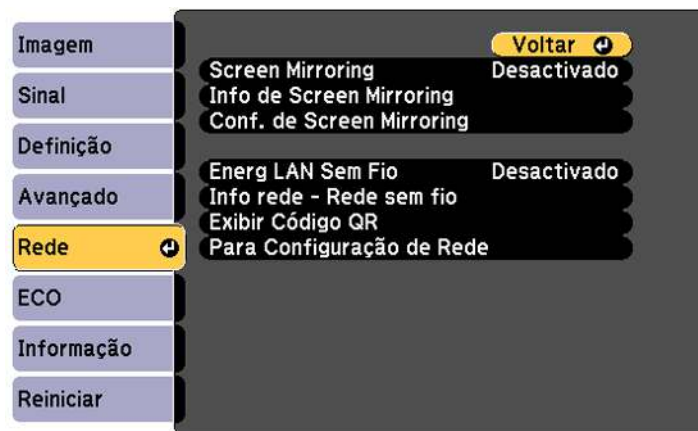 Imagem
Sinal
Definição
Avançado
Rede
ECO
Informação
Reiniciar
Voltar
Screen Mirroring Desactivado
Info de Screen Mirroring
Conf. de Screen Mirroring
Energ LAN Sem Fio Desactivado
Info rede - Rede sem fio
Exibir Código QR
Para Configuração de Rede